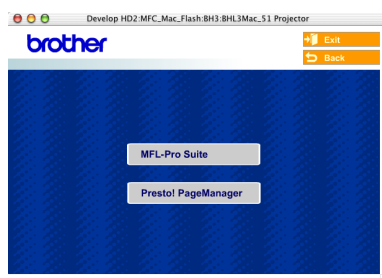 Develop HD2:MFC_Mac_Flash:BH3:BHL3Mac_51 Projector
brother
Exit
Back
MFL-Pro Suite
Presto! PageManager